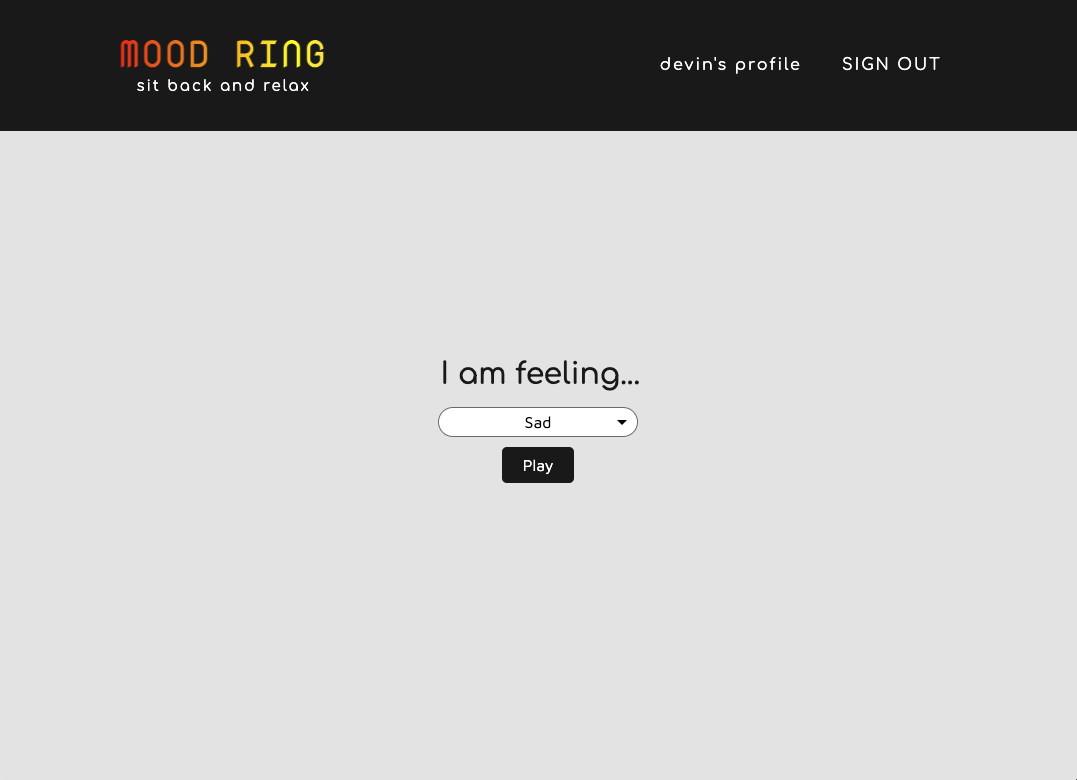 MOOD RING
sit back and relax
devin's profile
SIGN OUT
I am feeling...
Sad
Play